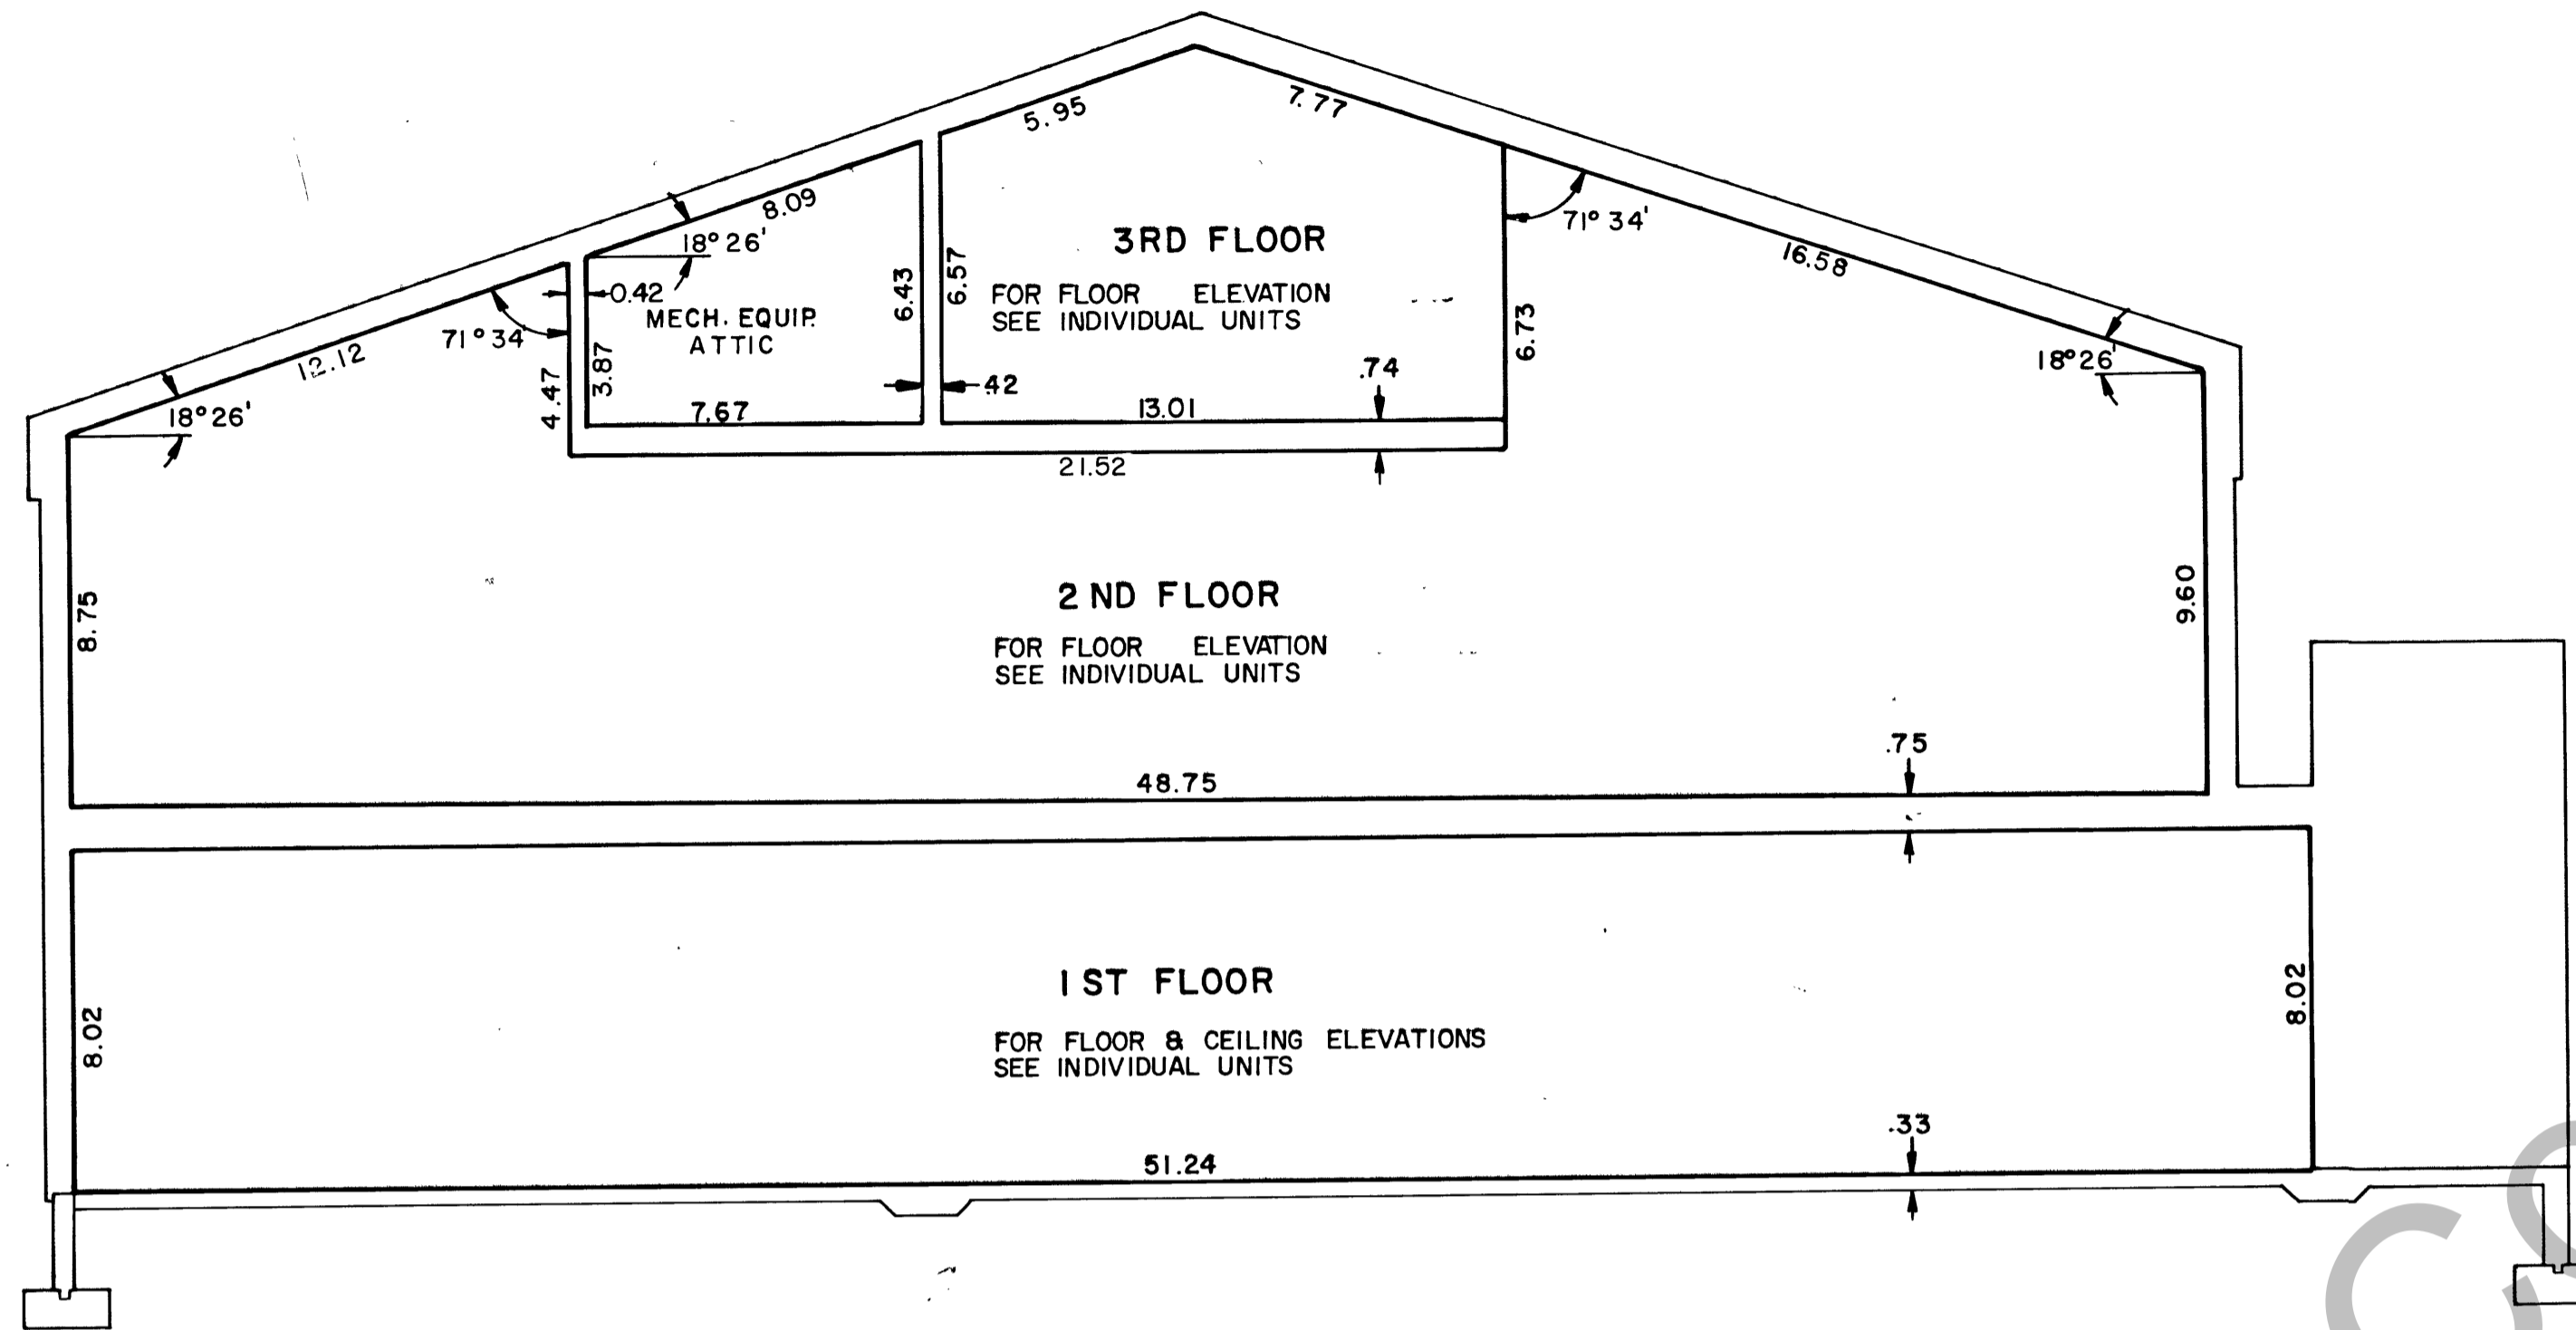 5.95
7.77
8.09
18°26'
71°34'
16.58
3RD FLOOR
FOR FLOOR ELEVATION
SEE INDIVIDUAL UNITS
6.43
6.57
0.42
MECH. EQUIP.
ATTIC
71°34'
12.12
3.87
4.47
6.73
.74
18°26'
18°26'
.42
7.67
13.01
21.52
2ND FLOOR
FOR FLOOR ELEVATION
SEE INDIVIDUAL UNITS
8.75
9.60
.75
48.75
1ST FLOOR
FOR FLOOR & CEILING ELEVATIONS
SEE INDIVIDUAL UNITS
8.02
8.02
.33
51.24